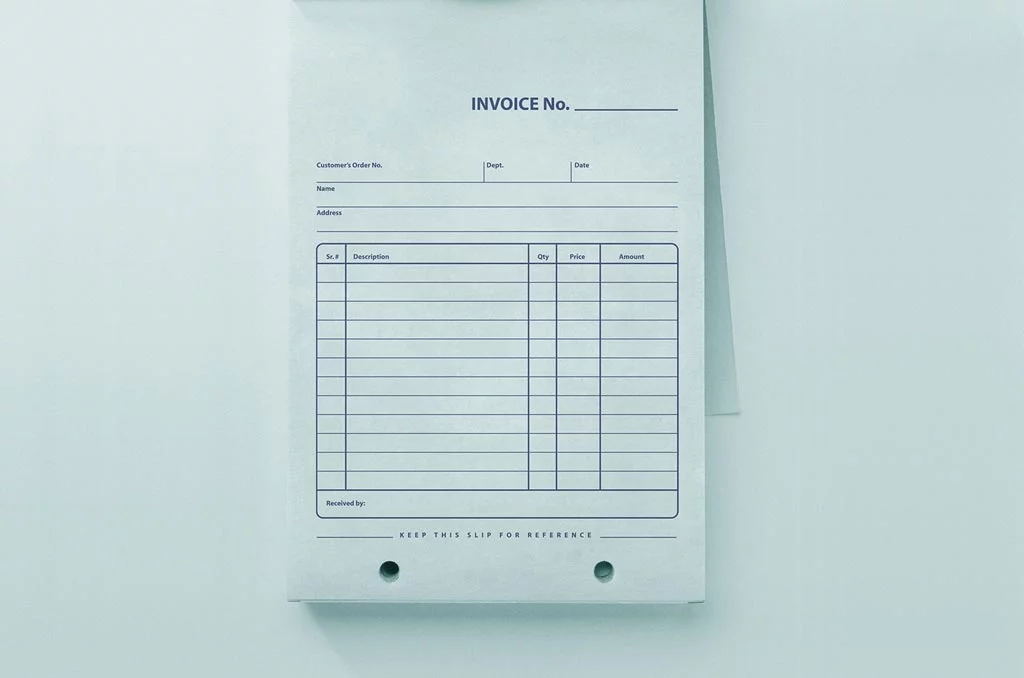 INVOICE No.
Customer's Order No. Dept. Date
Name
Address
Sr. # Description Qty Price Amount
Received by:
KEEP THIS SLIP FOR REFERENCE